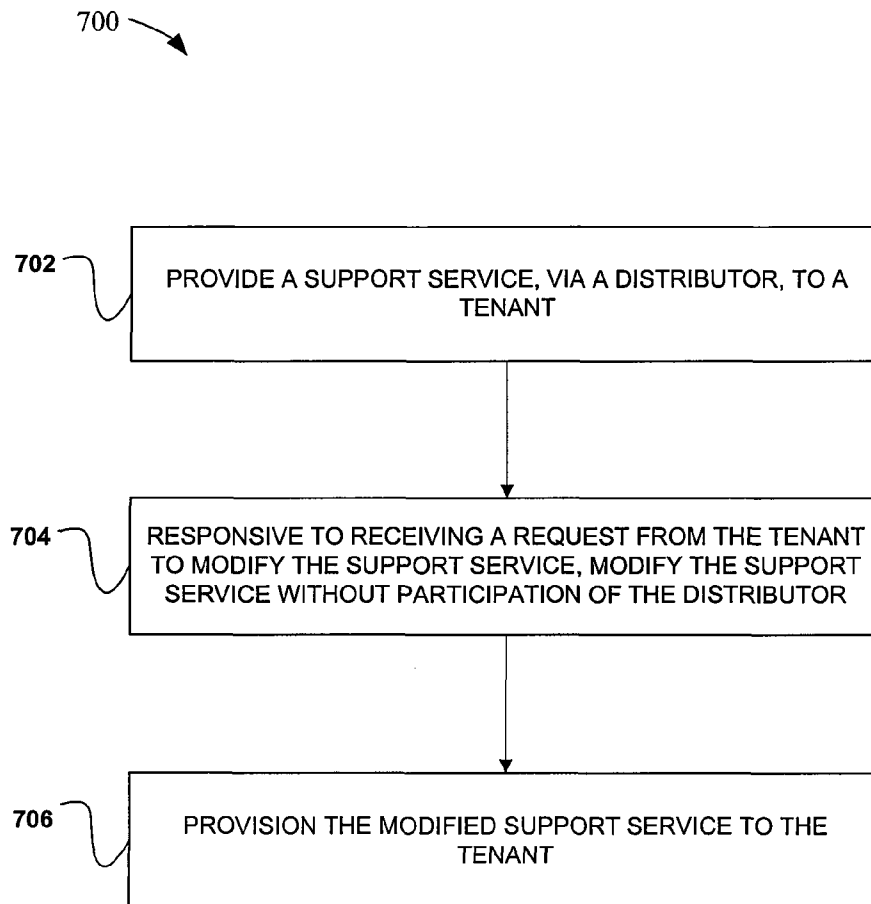 700
702
PROVIDE A SUPPORT SERVICE, VIA A DISTRIBUTOR, TO A
TENANT
704
RESPONSIVE TO RECEIVING A REQUEST FROM THE TENANT
TO MODIFY THE SUPPORT SERVICE, MODIFY THE SUPPORT
SERVICE WITHOUT PARTICIPATION OF THE DISTRIBUTOR
706
PROVISION THE MODIFIED SUPPORT SERVICE TO THE
TENANT